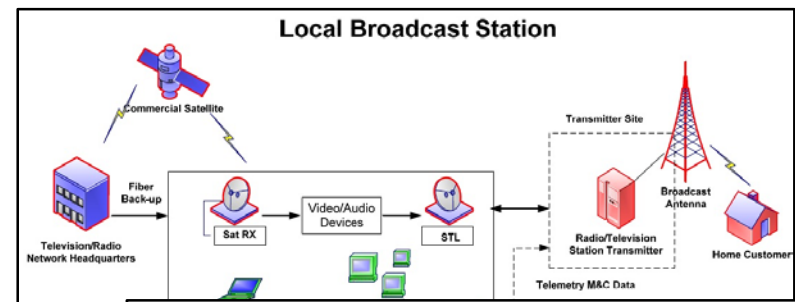 Local Broadcast Station
Commercial Satellite
Transmitter Site
Fiber
Back-up
Video/Audio
Devices
Broadcast
Antenna
Sat RX
STL
Television/Radio
Network Headquarters
Radio/Television
Station Transmitter
Home Customer
Telemetry M&C Data